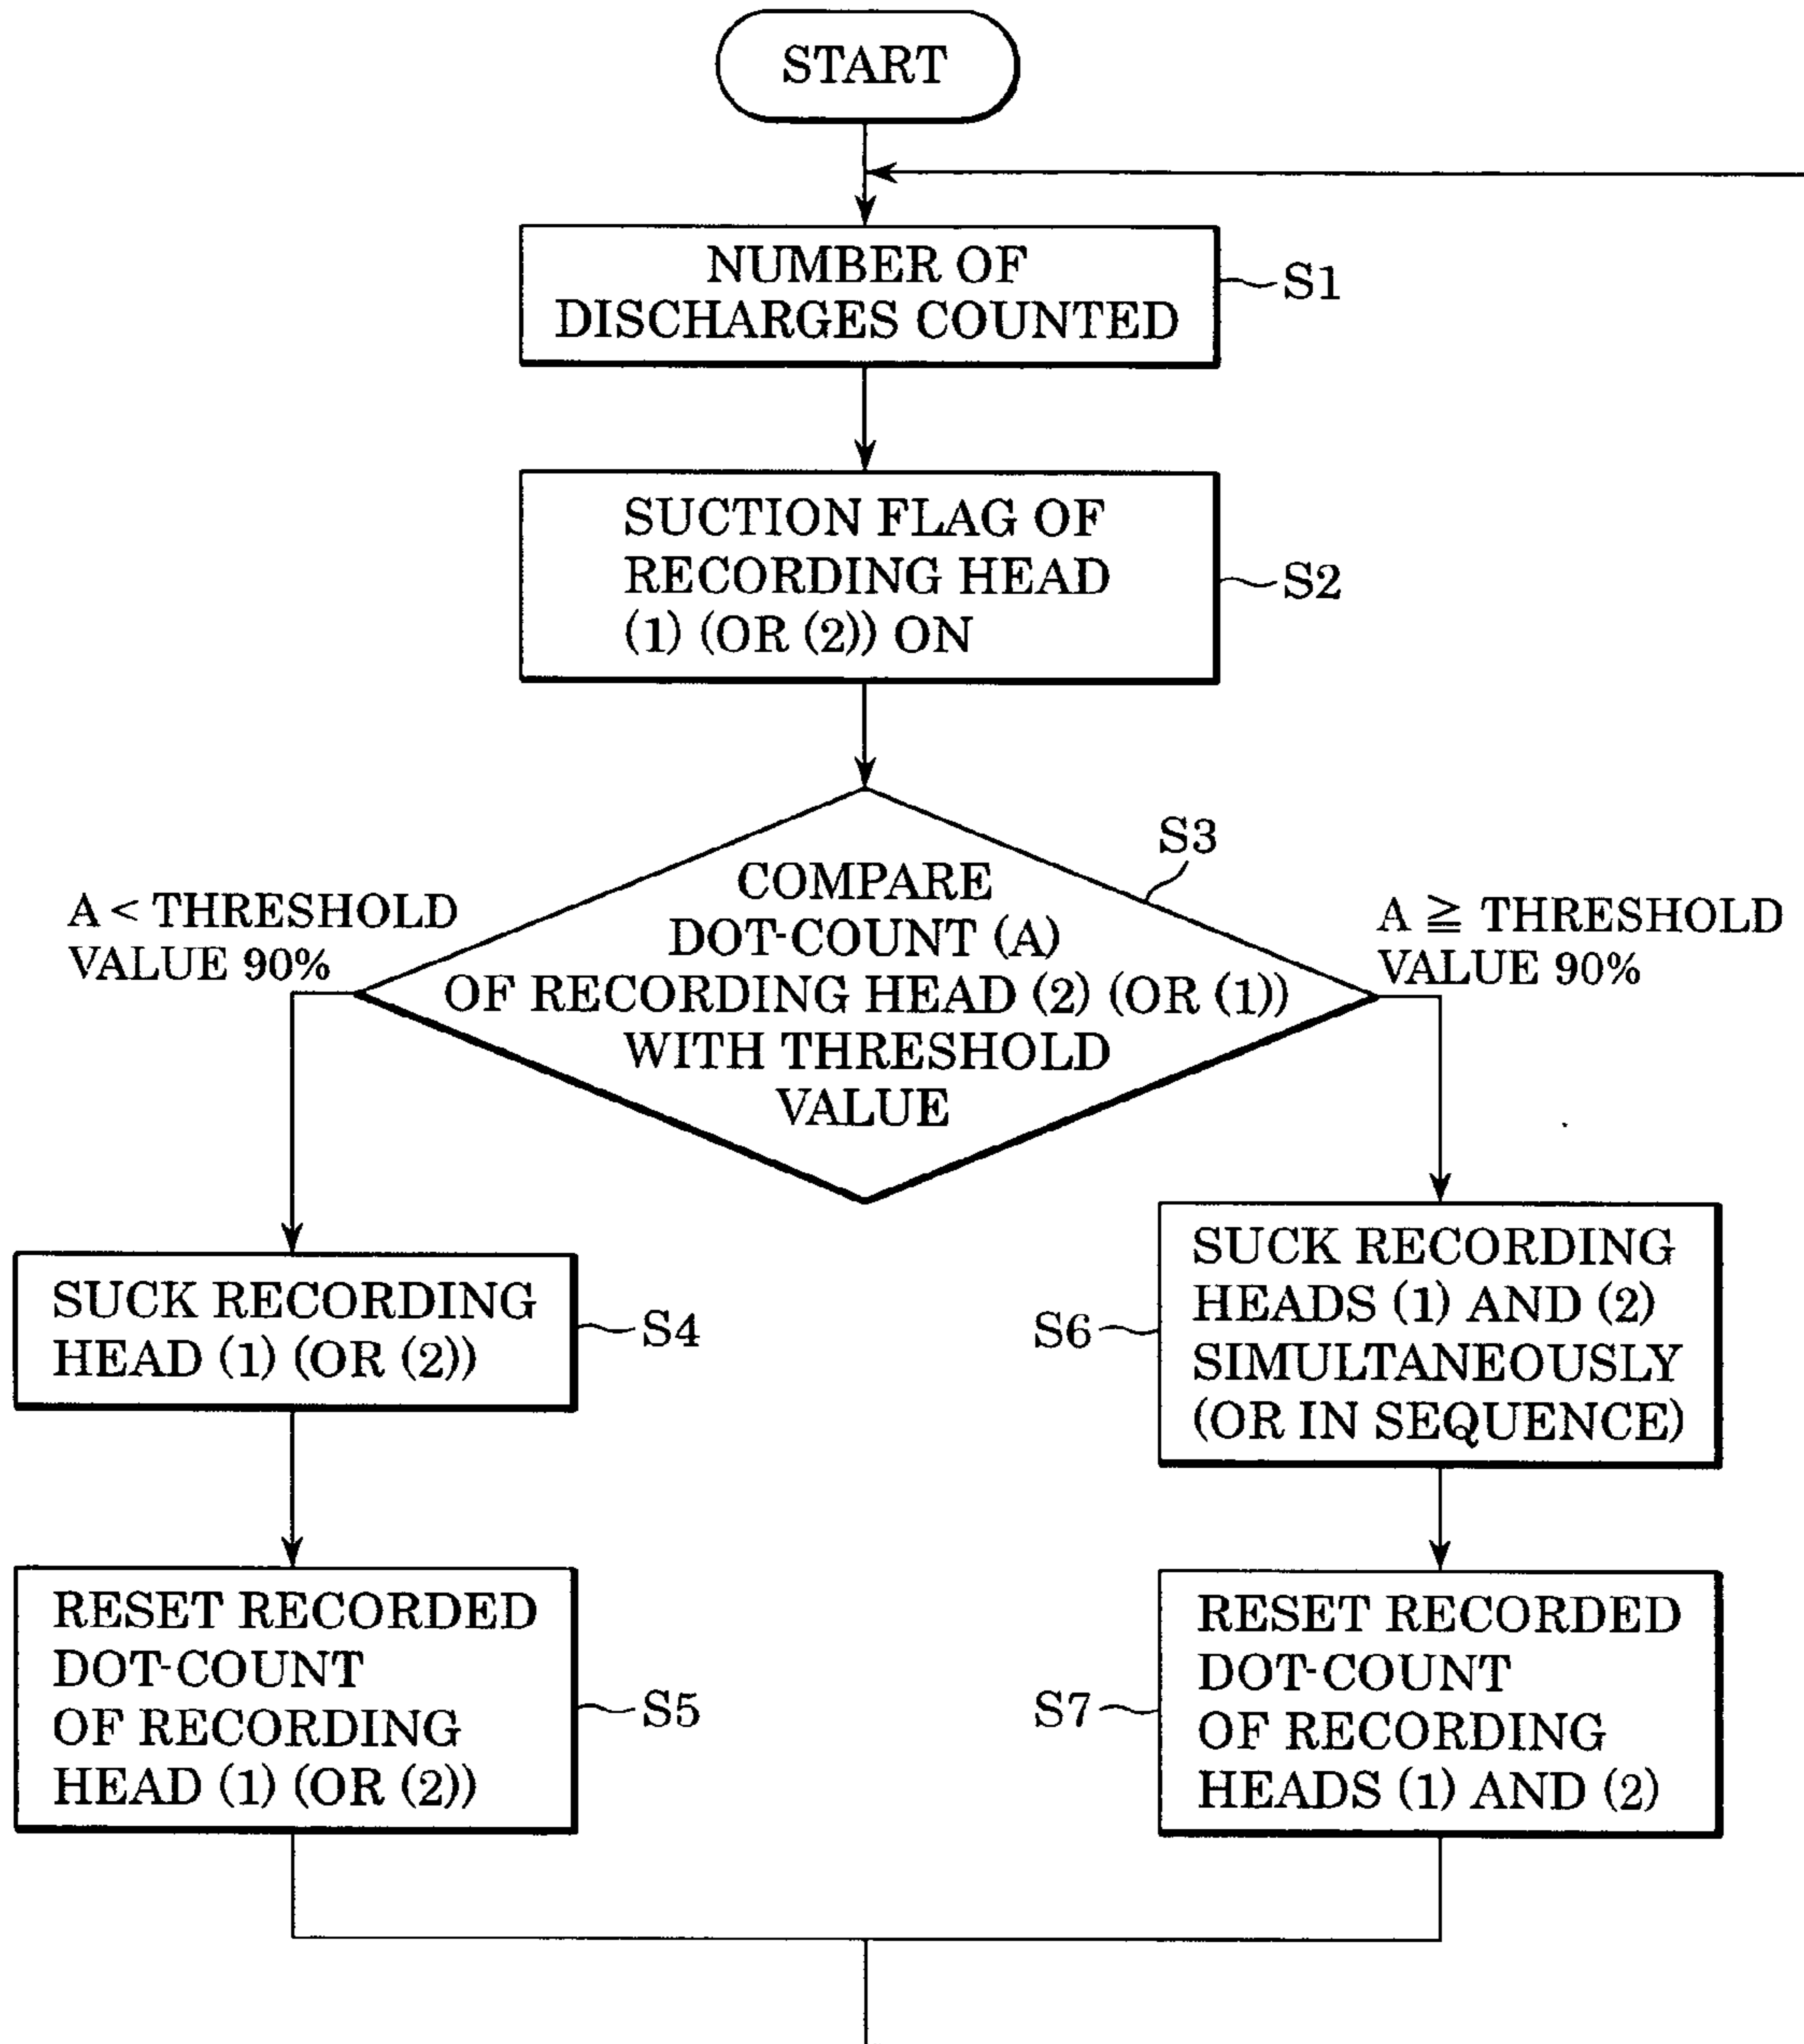 START
NUMBER OF
DISCHARGES COUNTED
S1
SUCTION FLAG OF
RECORDING HEAD
(1) (OR (2)) ON
S2
S3
COMPARE
DOT-COUNT (A)
OF RECORDING HEAD (2) (OR (1))
WITH THRESHOLD
VALUE
A < THRESHOLD
VALUE 90%
A ≧ THRESHOLD
VALUE 90%
SUCK RECORDING
HEAD (1) (OR (2))
S4
RESET RECORDED
DOT-COUNT
OF RECORDING
HEAD (1) (OR (2))
S5
SUCK RECORDING
HEADS (1) AND (2)
SIMULTANEOUSLY
(OR IN SEQUENCE)
S6
RESET RECORDED
DOT-COUNT
OF RECORDING
HEADS (1) AND (2)
S7